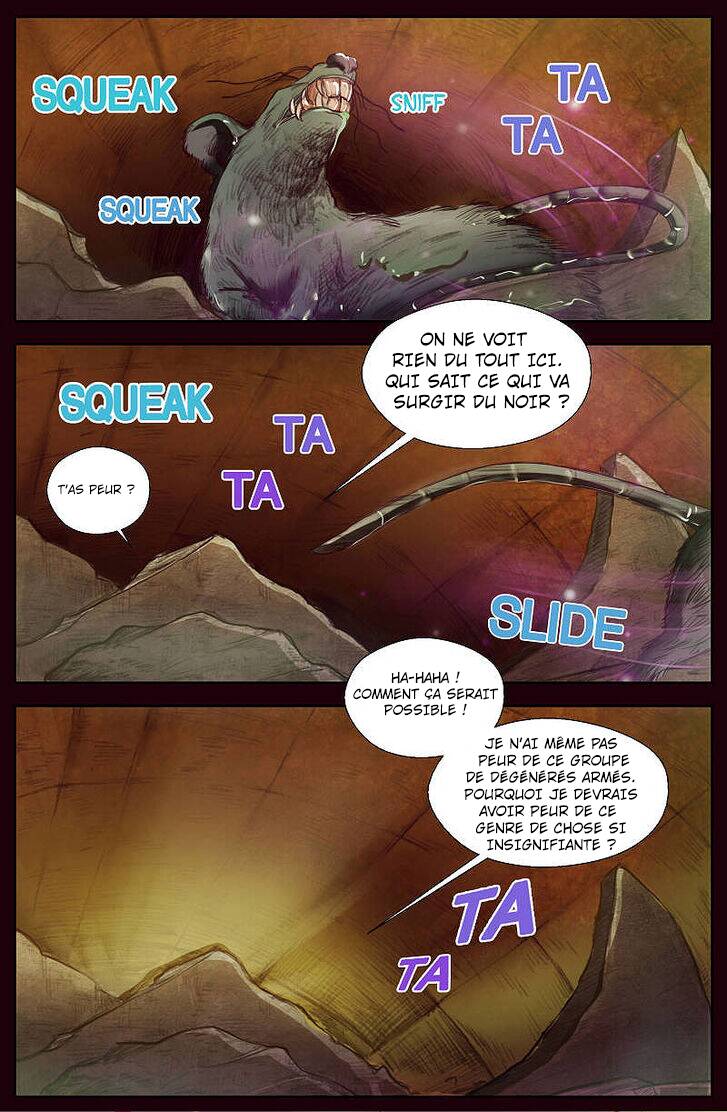 SQUEAK
SNIFF
TA
TA
SQUEAK
ON NE VOIT
RIEN DU TOUT ICI.
QUI SAIT CE QUI VA
SURGIR DU NOIR ?
SQUEAK
TA
TA
T'AS PEUR ?
SLIDE
HA-HAHA !
COMMENT ÇA SERAIT
POSSIBLE !
JE N'AI MÊME PAS
PEUR DE CE GROUPE
DE DÉGÉNÉRÉS ARMÉS.
POURQUOI JE DEVRAIS
AVOIR PEUR DE CE
GENRE DE CHOSE SI
INSIGNIFIANTE ?
TA
TA